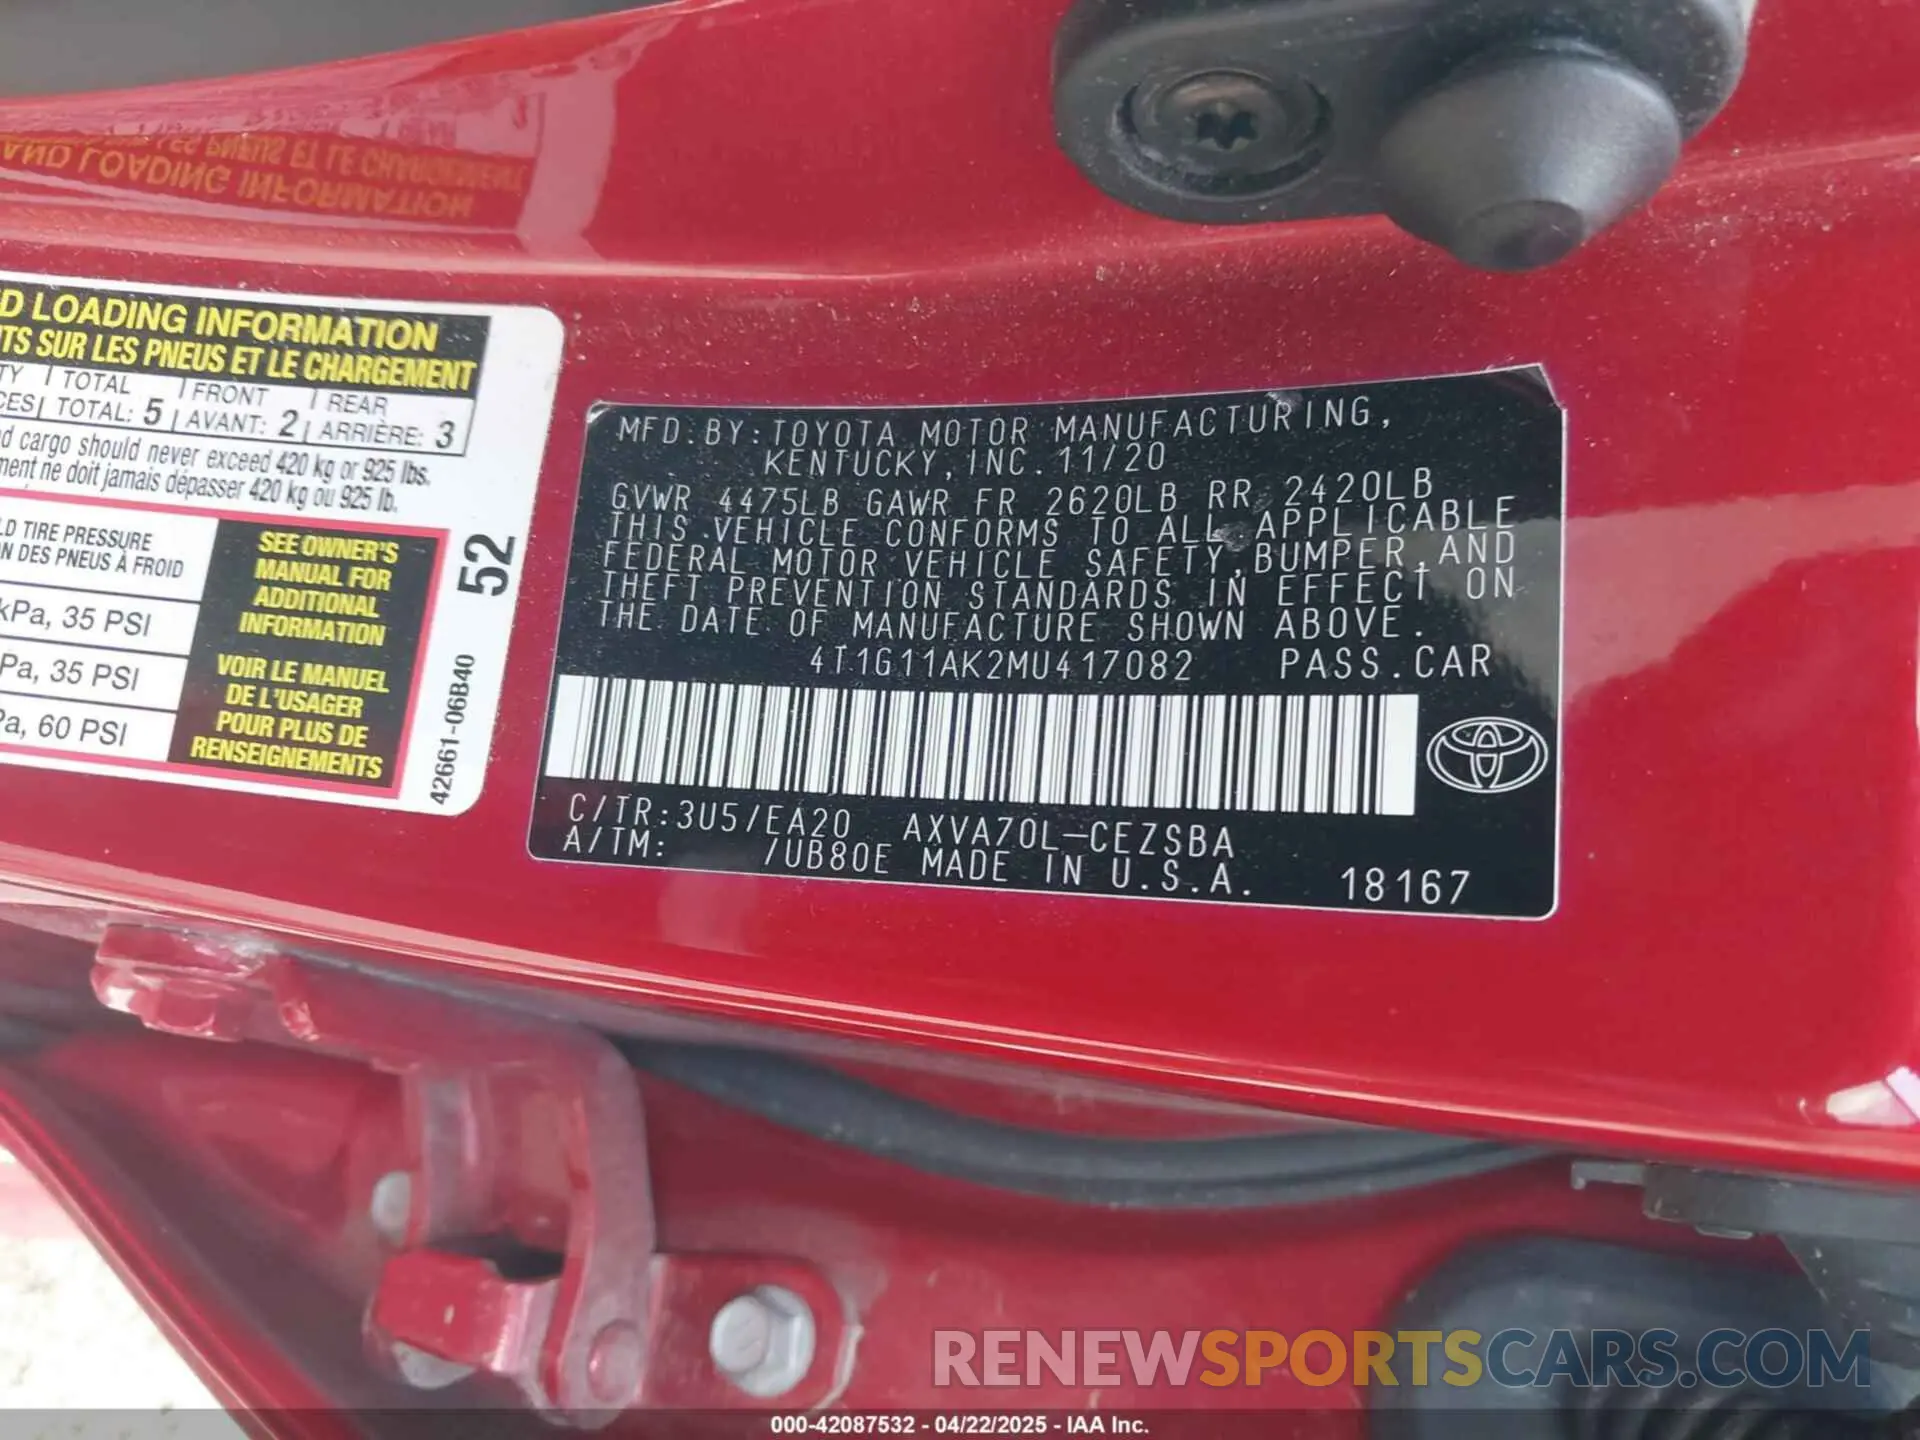 AND LOADING INFORMATION
LES PNEUS ET LE CHARGEMENT
D LOADING INFORMATION
TS SUR LES PNEUS ET LE CHARGEMENT
TY TOTAL FRONT REAR
CES TOTAL: 5 AVANT: 2 ARRIÈRE: 3
d cargo should never exceed 420 kg or 925 lbs.
ment ne doit jamais dépasser 420 kg ou 925 lb.
LD TIRE PRESSURE
N DES PNEUS À FROID
kPa, 35 PSI
Pa, 35 PSI
Pa, 60 PSI
SEE OWNER'S
MANUAL FOR
ADDITIONAL
INFORMATION
VOIR LE MANUEL
DE L'USAGER
POUR PLUS DE
RENSEIGNEMENTS
52
42661-06B40
MFD.BY:TOYOTA MOTOR MANUFACTURING,
KENTUCKY, INC. 11/20
GVWR 4475LB GAWR FR 2620LB RR 2420LB
THIS VEHICLE CONFORMS TO ALL APPLICABLE
FEDERAL MOTOR VEHICLE SAFETY, BUMPER, AND
THEFT PREVENTION STANDARDS IN EFFECT ON
THE DATE OF MANUFACTURE SHOWN ABOVE.
4T1G11AK2MU417082 PASS.CAR
C/TR:3U5/EA20 AXVA70L-CEZSBA
A/TM: /UB80E MADE IN U.S.A. 18167
RENEWSPORTSCARS.COM
000-42087532 - 04/22/2025 - IAA Inc.